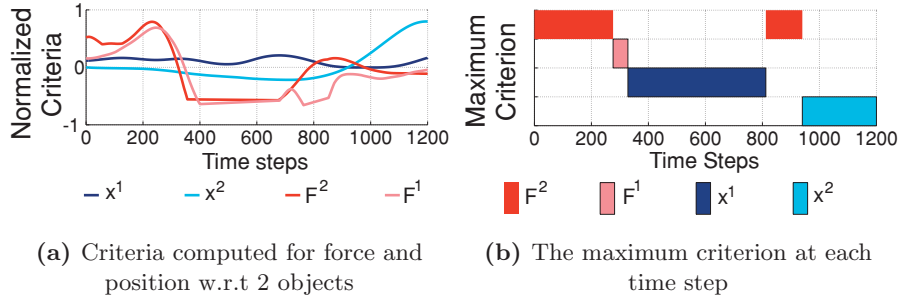 Normalized
Criteria
1
0
-1
0 200 400 600 800 1000 1200
Time steps
x¹ x² F² F¹
(a) Criteria computed for force and
position w.r.t 2 objects
Maximum
Criterion
0 200 400 600 800 1000 1200
Time Steps
F² F¹ x¹ x²
(b) The maximum criterion at each
time step